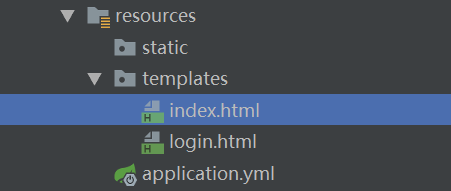 resources
static
templates
index.html
login.html
application.yml